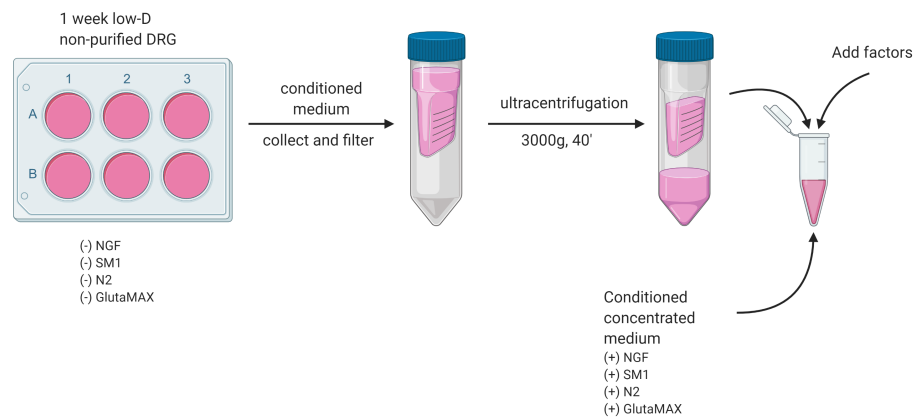 1 week low-D
non-purified DRG
1 2 3
A
B
(-) NGF
(-) SM1
(-) N2
(-) GlutaMAX
conditioned
medium
collect and filter
ultracentrifugation
3000g, 40'
Add factors
Conditioned
concentrated
medium
(+) NGF
(+) SM1
(+) N2
(+) GlutaMAX